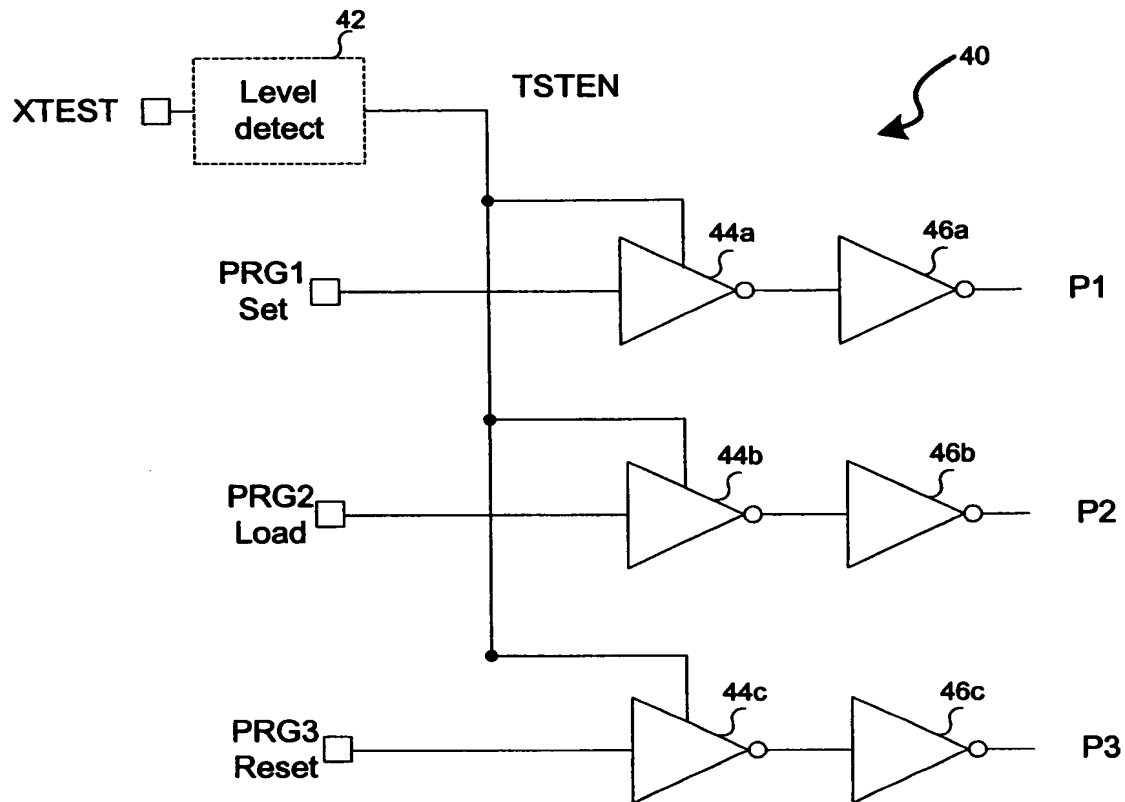 42
XTEST
Level
detect
TSTEN
40
PRG1
Set
44a
46a
P1
PRG2
Load
44b
46b
P2
PRG3
Reset
44c
46c
P3